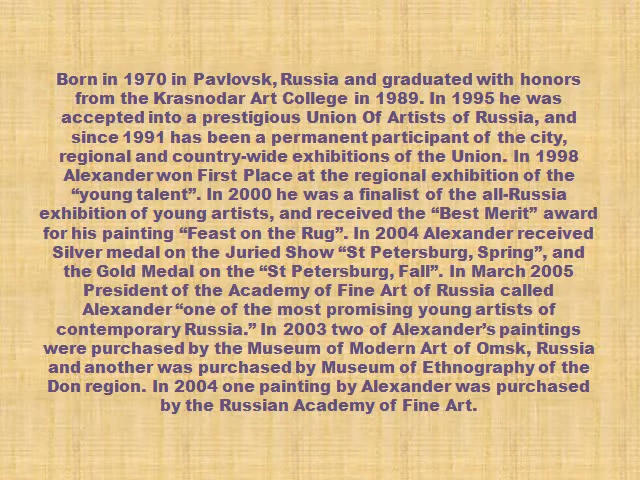 Born in 1970 in Pavlovsk, Russia and graduated with honors
from the Krasnodar Art College in 1989. In 1995 he was
accepted into a prestigious Union Of Artists of Russia, and
since 1991 has been a permanent participant of the city,
regional and country-wide exhibitions of the Union. In 1998
Alexander won First Place at the regional exhibition of the
“young talent”. In 2000 he was a finalist of the all-Russia
exhibition of young artists, and received the “Best Merit” award
for his painting “Feast on the Rug”. In 2004 Alexander received
Silver medal on the Juried Show “St Petersburg, Spring”, and
the Gold Medal on the “St Petersburg, Fall”. In March 2005
President of the Academy of Fine Art of Russia called
Alexander “one of the most promising young artists of
contemporary Russia.” In 2003 two of Alexander’s paintings
were purchased by the Museum of Modern Art of Omsk, Russia
and another was purchased by Museum of Ethnography of the
Don region. In 2004 one painting by Alexander was purchased
by the Russian Academy of Fine Art.